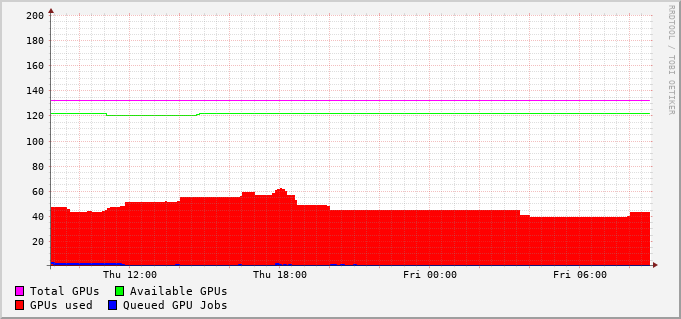 200
180
160
140
120
100
80
60
40
20
Thu 12:00 Thu 18:00 Fri 00:00 Fri 06:00
Total GPUs Available GPUs
GPUs used Queued GPU Jobs
RRDTOOL / TOBI OETIKER